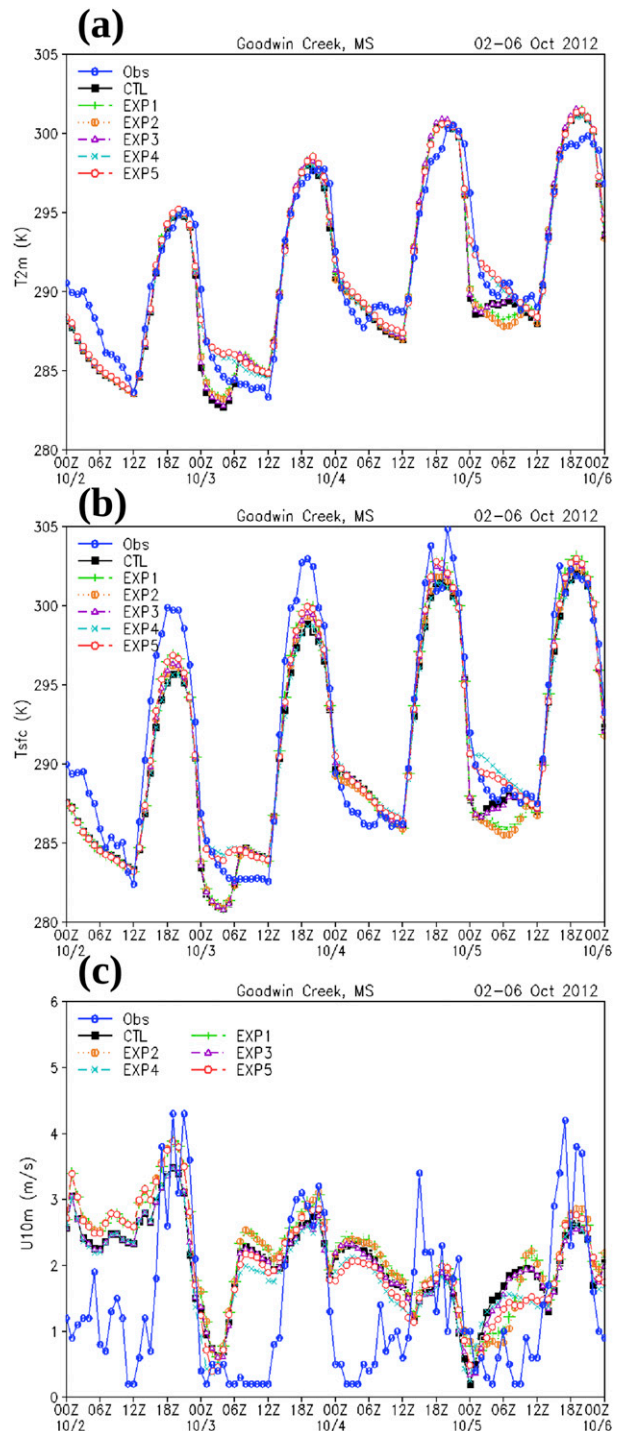 (a)
Goodwin Creek, MS 02-06 Oct 2012
305
300
295
290
285
280
T2m (K)
Obs
CTL
EXP1
EXP2
EXP3
EXP4
EXP5
00Z 06Z 12Z 18Z 00Z 06Z 12Z 18Z 00Z 06Z 12Z 18Z 00Z 06Z 12Z 18Z 00Z
10/2 10/3 10/4 10/5 10/6
(b)
Goodwin Creek, MS 02-06 Oct 2012
305
300
295
290
285
280
Tsfc (K)
Obs
CTL
EXP1
EXP2
EXP3
EXP4
EXP5
00Z 06Z 12Z 18Z 00Z 06Z 12Z 18Z 00Z 06Z 12Z 18Z 00Z 06Z 12Z 18Z 00Z
10/2 10/3 10/4 10/5 10/6
(c)
Goodwin Creek, MS 02-06 Oct 2012
6
5
4
3
2
1
0
U10m (m/s)
Obs
CTL EXP1
EXP2 EXP3
EXP4 EXP5
00Z 06Z 12Z 18Z 00Z 06Z 12Z 18Z 00Z 06Z 12Z 18Z 00Z 06Z 12Z 18Z 00Z
10/2 10/3 10/4 10/5 10/6